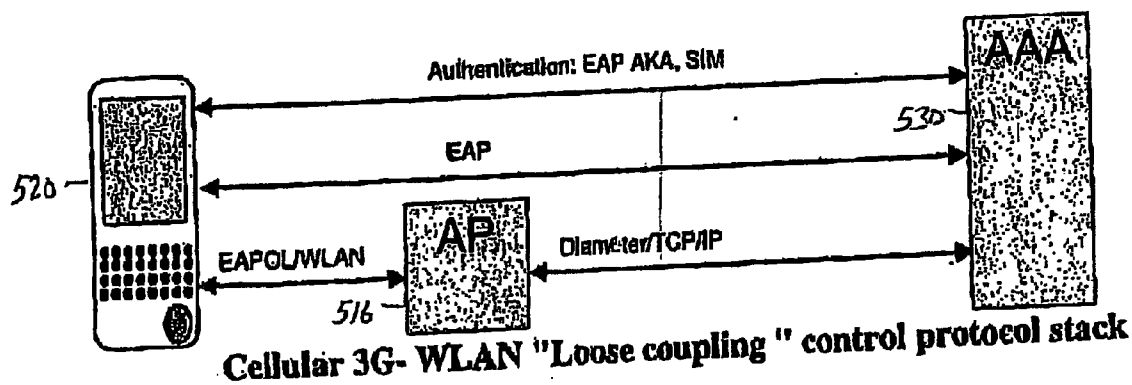 AAA
Authentication: EAP AKA, SIM
530
EAP
520
AP
EAPOL/WLAN
Diameter/TCP/IP
516
Cellular 3G- WLAN "Loose coupling " control protocol stack